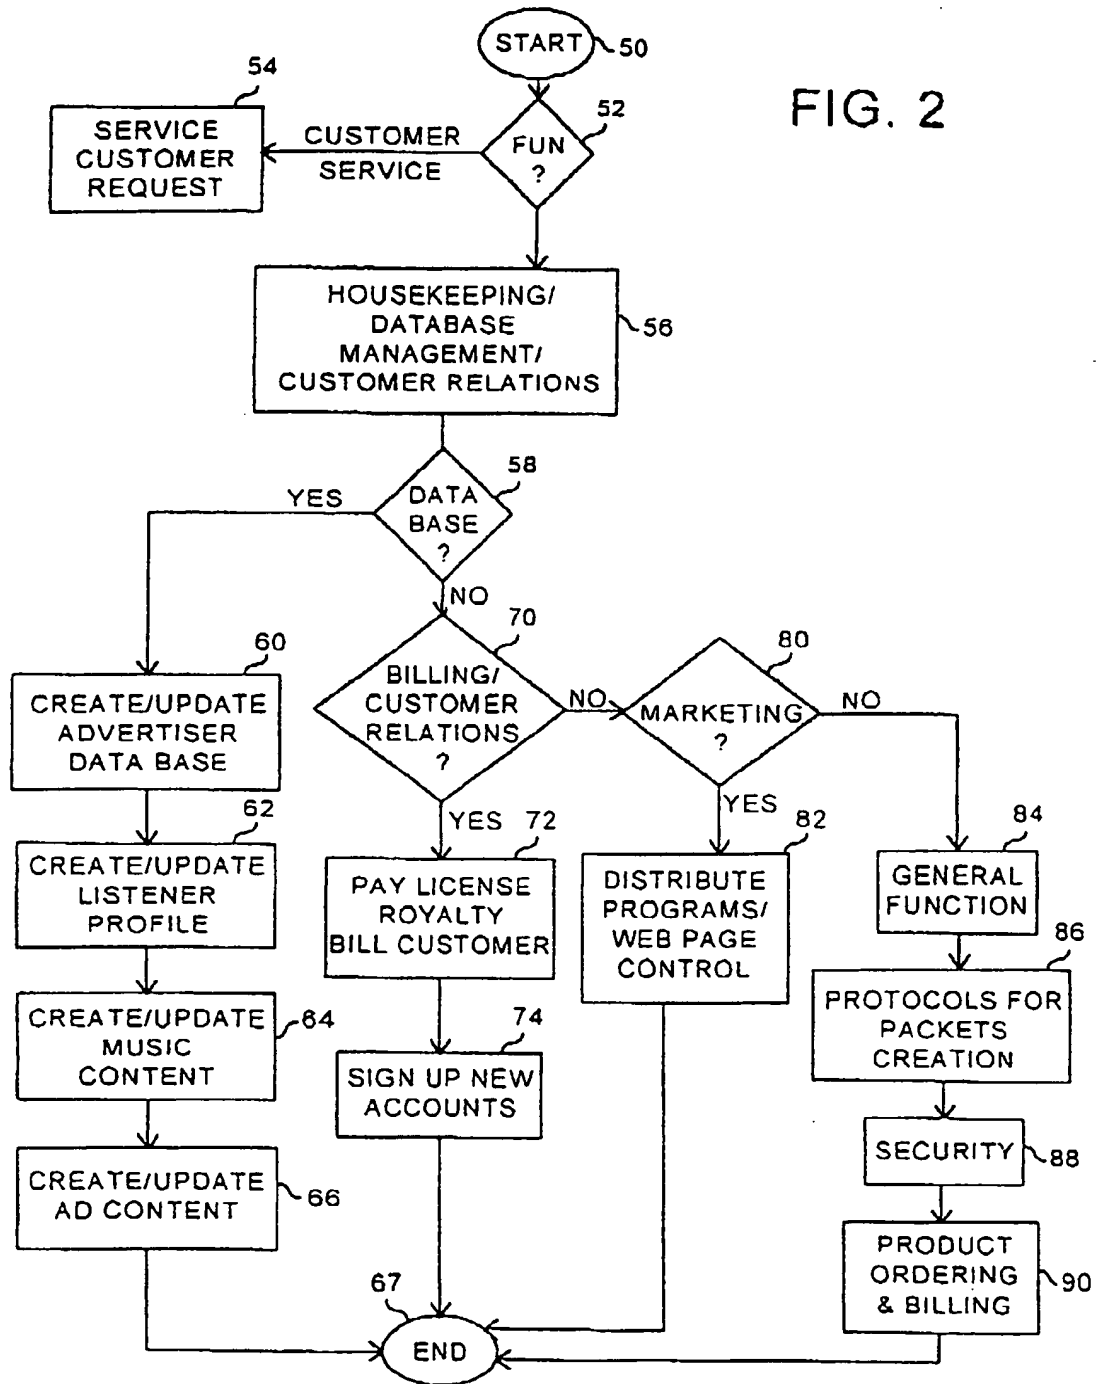 START
50
FIG. 2
54
52
SERVICE
CUSTOMER
REQUEST
CUSTOMER
SERVICE
FUN
?
HOUSEKEEPING/
DATABASE
MANAGEMENT/
CUSTOMER RELATIONS
56
58
YES
DATA
BASE
?
NO
60
CREATE/UPDATE
ADVERTISER
DATA BASE
70
BILLING/
CUSTOMER
RELATIONS
?
NO
80
MARKETING
?
NO
YES
YES
62
CREATE/UPDATE
LISTENER
PROFILE
72
PAY LICENSE
ROYALTY
BILL CUSTOMER
82
DISTRIBUTE
PROGRAMS/
WEB PAGE
CONTROL
84
GENERAL
FUNCTION
86
PROTOCOLS FOR
PACKETS
CREATION
CREATE/UPDATE
MUSIC
CONTENT
64
74
SIGN UP NEW
ACCOUNTS
SECURITY
88
CREATE/UPDATE
AD CONTENT
66
PRODUCT
ORDERING
& BILLING
90
67
END